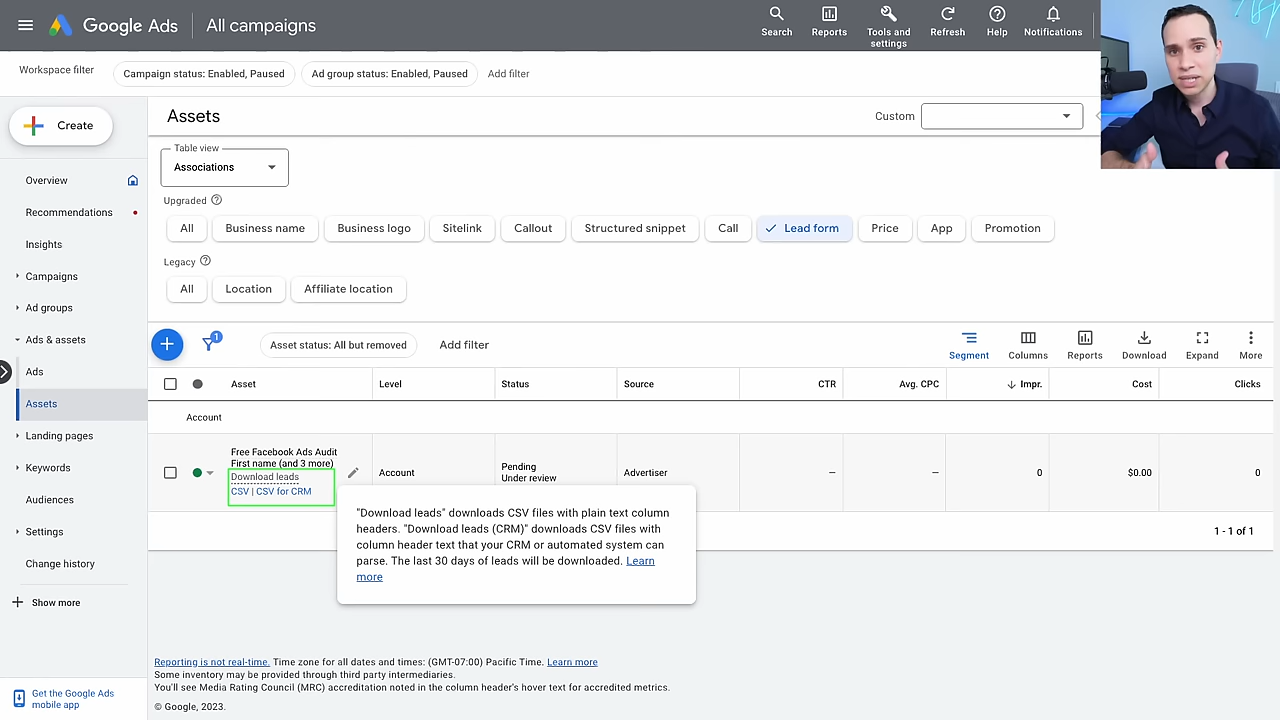 Google Ads
All campaigns
Search
Reports
Tools and
settings
Refresh
Help
Notifications
Workspace filter
Campaign status: Enabled, Paused
Ad group status: Enabled, Paused
Add filter
Create
Overview
Recommendations
Insights
Campaigns
Ad groups
Ads & assets
Ads
Assets
Landing pages
Keywords
Audiences
Settings
Change history
Show more
Get the Google Ads
mobile app
Assets
Custom
Table view
Associations
Upgraded
All
Business name
Business logo
Sitelink
Callout
Structured snippet
Call
Lead form
Price
App
Promotion
Legacy
All
Location
Affiliate location
1
Asset status: All but removed
Add filter
Segment
Columns
Reports
Download
Expand
More
Asset
Level
Status
Source
CTR
Avg. CPC
Impr.
Cost
Clicks
Account
Free Facebook Ads Audit
First name (and 3 more)
Download leads
CSV | CSV for CRM
Account
Pending
Under review
Advertiser
–
–
0
$0.00
0
"Download leads" downloads CSV files with plain text column
headers. "Download leads (CRM)" downloads CSV files with
column header text that your CRM or automated system can
parse. The last 30 days of leads will be downloaded. Learn
more
1 - 1 of 1
Reporting is not real-time. Time zone for all dates and times: (GMT-07:00) Pacific Time. Learn more
Some inventory may be provided through third party intermediaries.
You'll see Media Rating Council (MRC) accreditation noted in the column header's hover text for accredited metrics.
© Google, 2023.